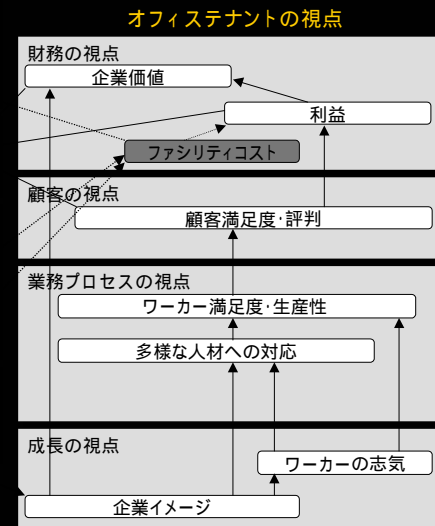 オフィステナントの視点
財務の視点
企業価値
利益
ファシリティコスト
顧客の視点
顧客満足度・評判
業務プロセスの視点
ワーカー満足度・生産性
多様な人材への対応
成長の視点
ワーカーの志気
企業イメージ